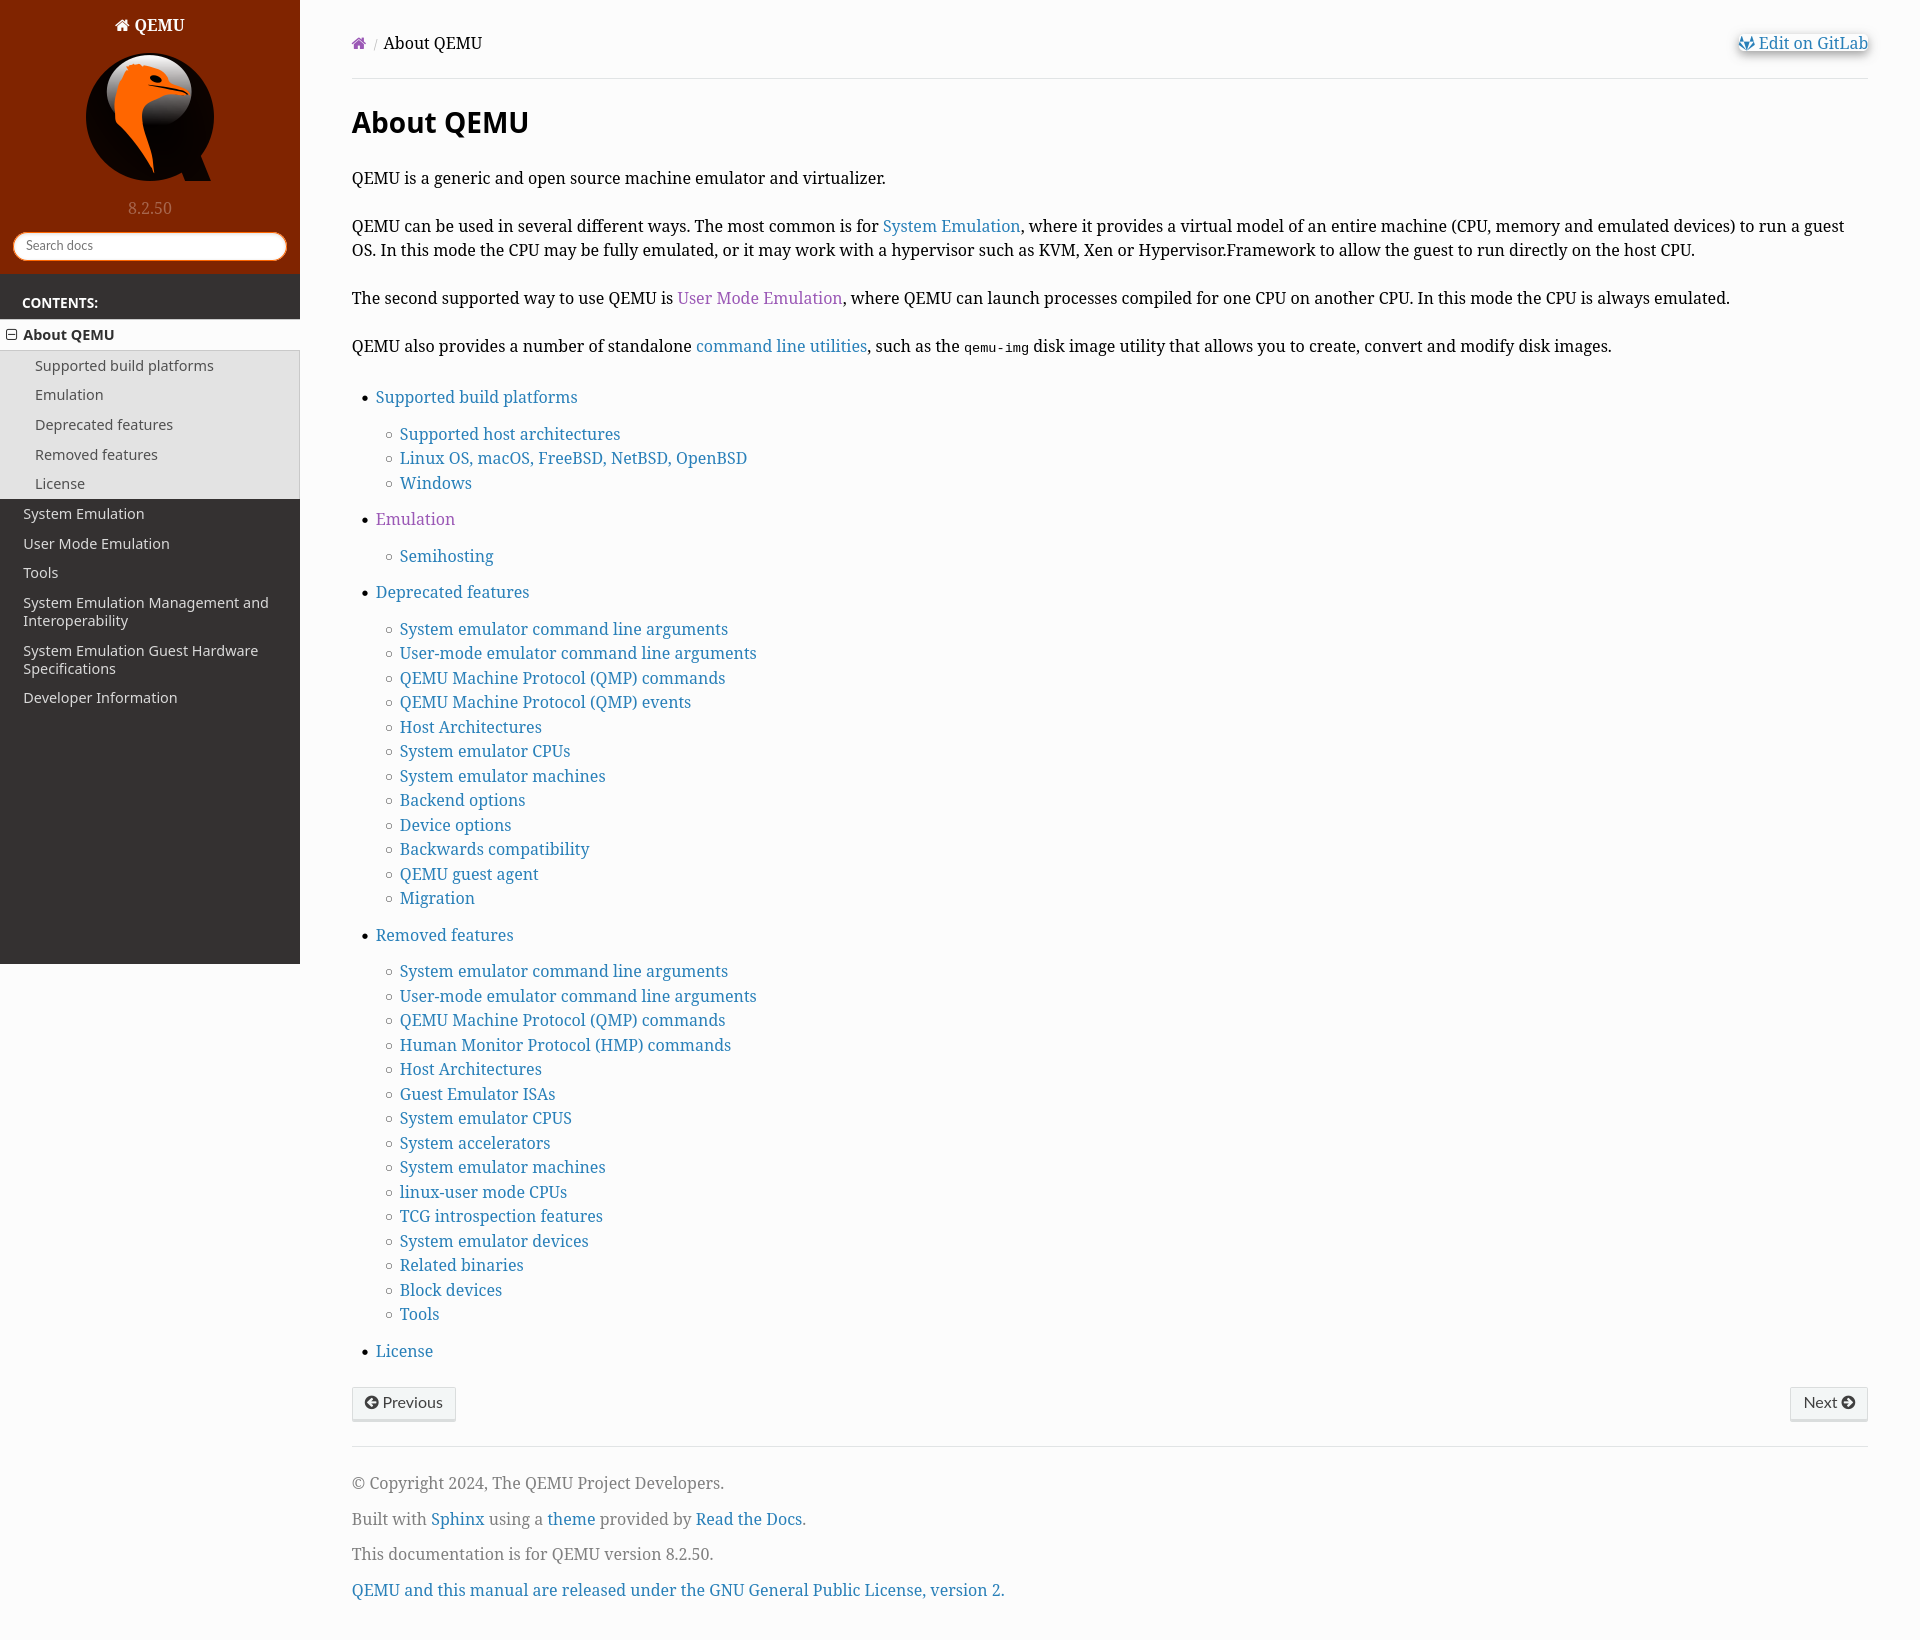 QEMU
8.2.50
Search docs
CONTENTS:
About QEMU
Supported build platforms
Emulation
Deprecated features
Removed features
License
System Emulation
User Mode Emulation
Tools
System Emulation Management and
Interoperability
System Emulation Guest Hardware
Specifications
Developer Information
/ About QEMU
Edit on GitLab
About QEMU
QEMU is a generic and open source machine emulator and virtualizer.
QEMU can be used in several different ways. The most common is for System Emulation, where it provides a virtual model of an entire machine (CPU, memory and emulated devices) to run a guest
OS. In this mode the CPU may be fully emulated, or it may work with a hypervisor such as KVM, Xen or Hypervisor.Framework to allow the guest to run directly on the host CPU.
The second supported way to use QEMU is User Mode Emulation, where QEMU can launch processes compiled for one CPU on another CPU. In this mode the CPU is always emulated.
QEMU also provides a number of standalone command line utilities, such as the qemu-img disk image utility that allows you to create, convert and modify disk images.
• Supported build platforms
○ Supported host architectures
○ Linux OS, macOS, FreeBSD, NetBSD, OpenBSD
○ Windows
• Emulation
○ Semihosting
• Deprecated features
○ System emulator command line arguments
○ User-mode emulator command line arguments
○ QEMU Machine Protocol (QMP) commands
○ QEMU Machine Protocol (QMP) events
○ Host Architectures
○ System emulator CPUs
○ System emulator machines
○ Backend options
○ Device options
○ Backwards compatibility
○ QEMU guest agent
○ Migration
• Removed features
○ System emulator command line arguments
○ User-mode emulator command line arguments
○ QEMU Machine Protocol (QMP) commands
○ Human Monitor Protocol (HMP) commands
○ Host Architectures
○ Guest Emulator ISAs
○ System emulator CPUS
○ System accelerators
○ System emulator machines
○ linux-user mode CPUs
○ TCG introspection features
○ System emulator devices
○ Related binaries
○ Block devices
○ Tools
• License
Previous
Next
© Copyright 2024, The QEMU Project Developers.
Built with Sphinx using a theme provided by Read the Docs.
This documentation is for QEMU version 8.2.50.
QEMU and this manual are released under the GNU General Public License, version 2.